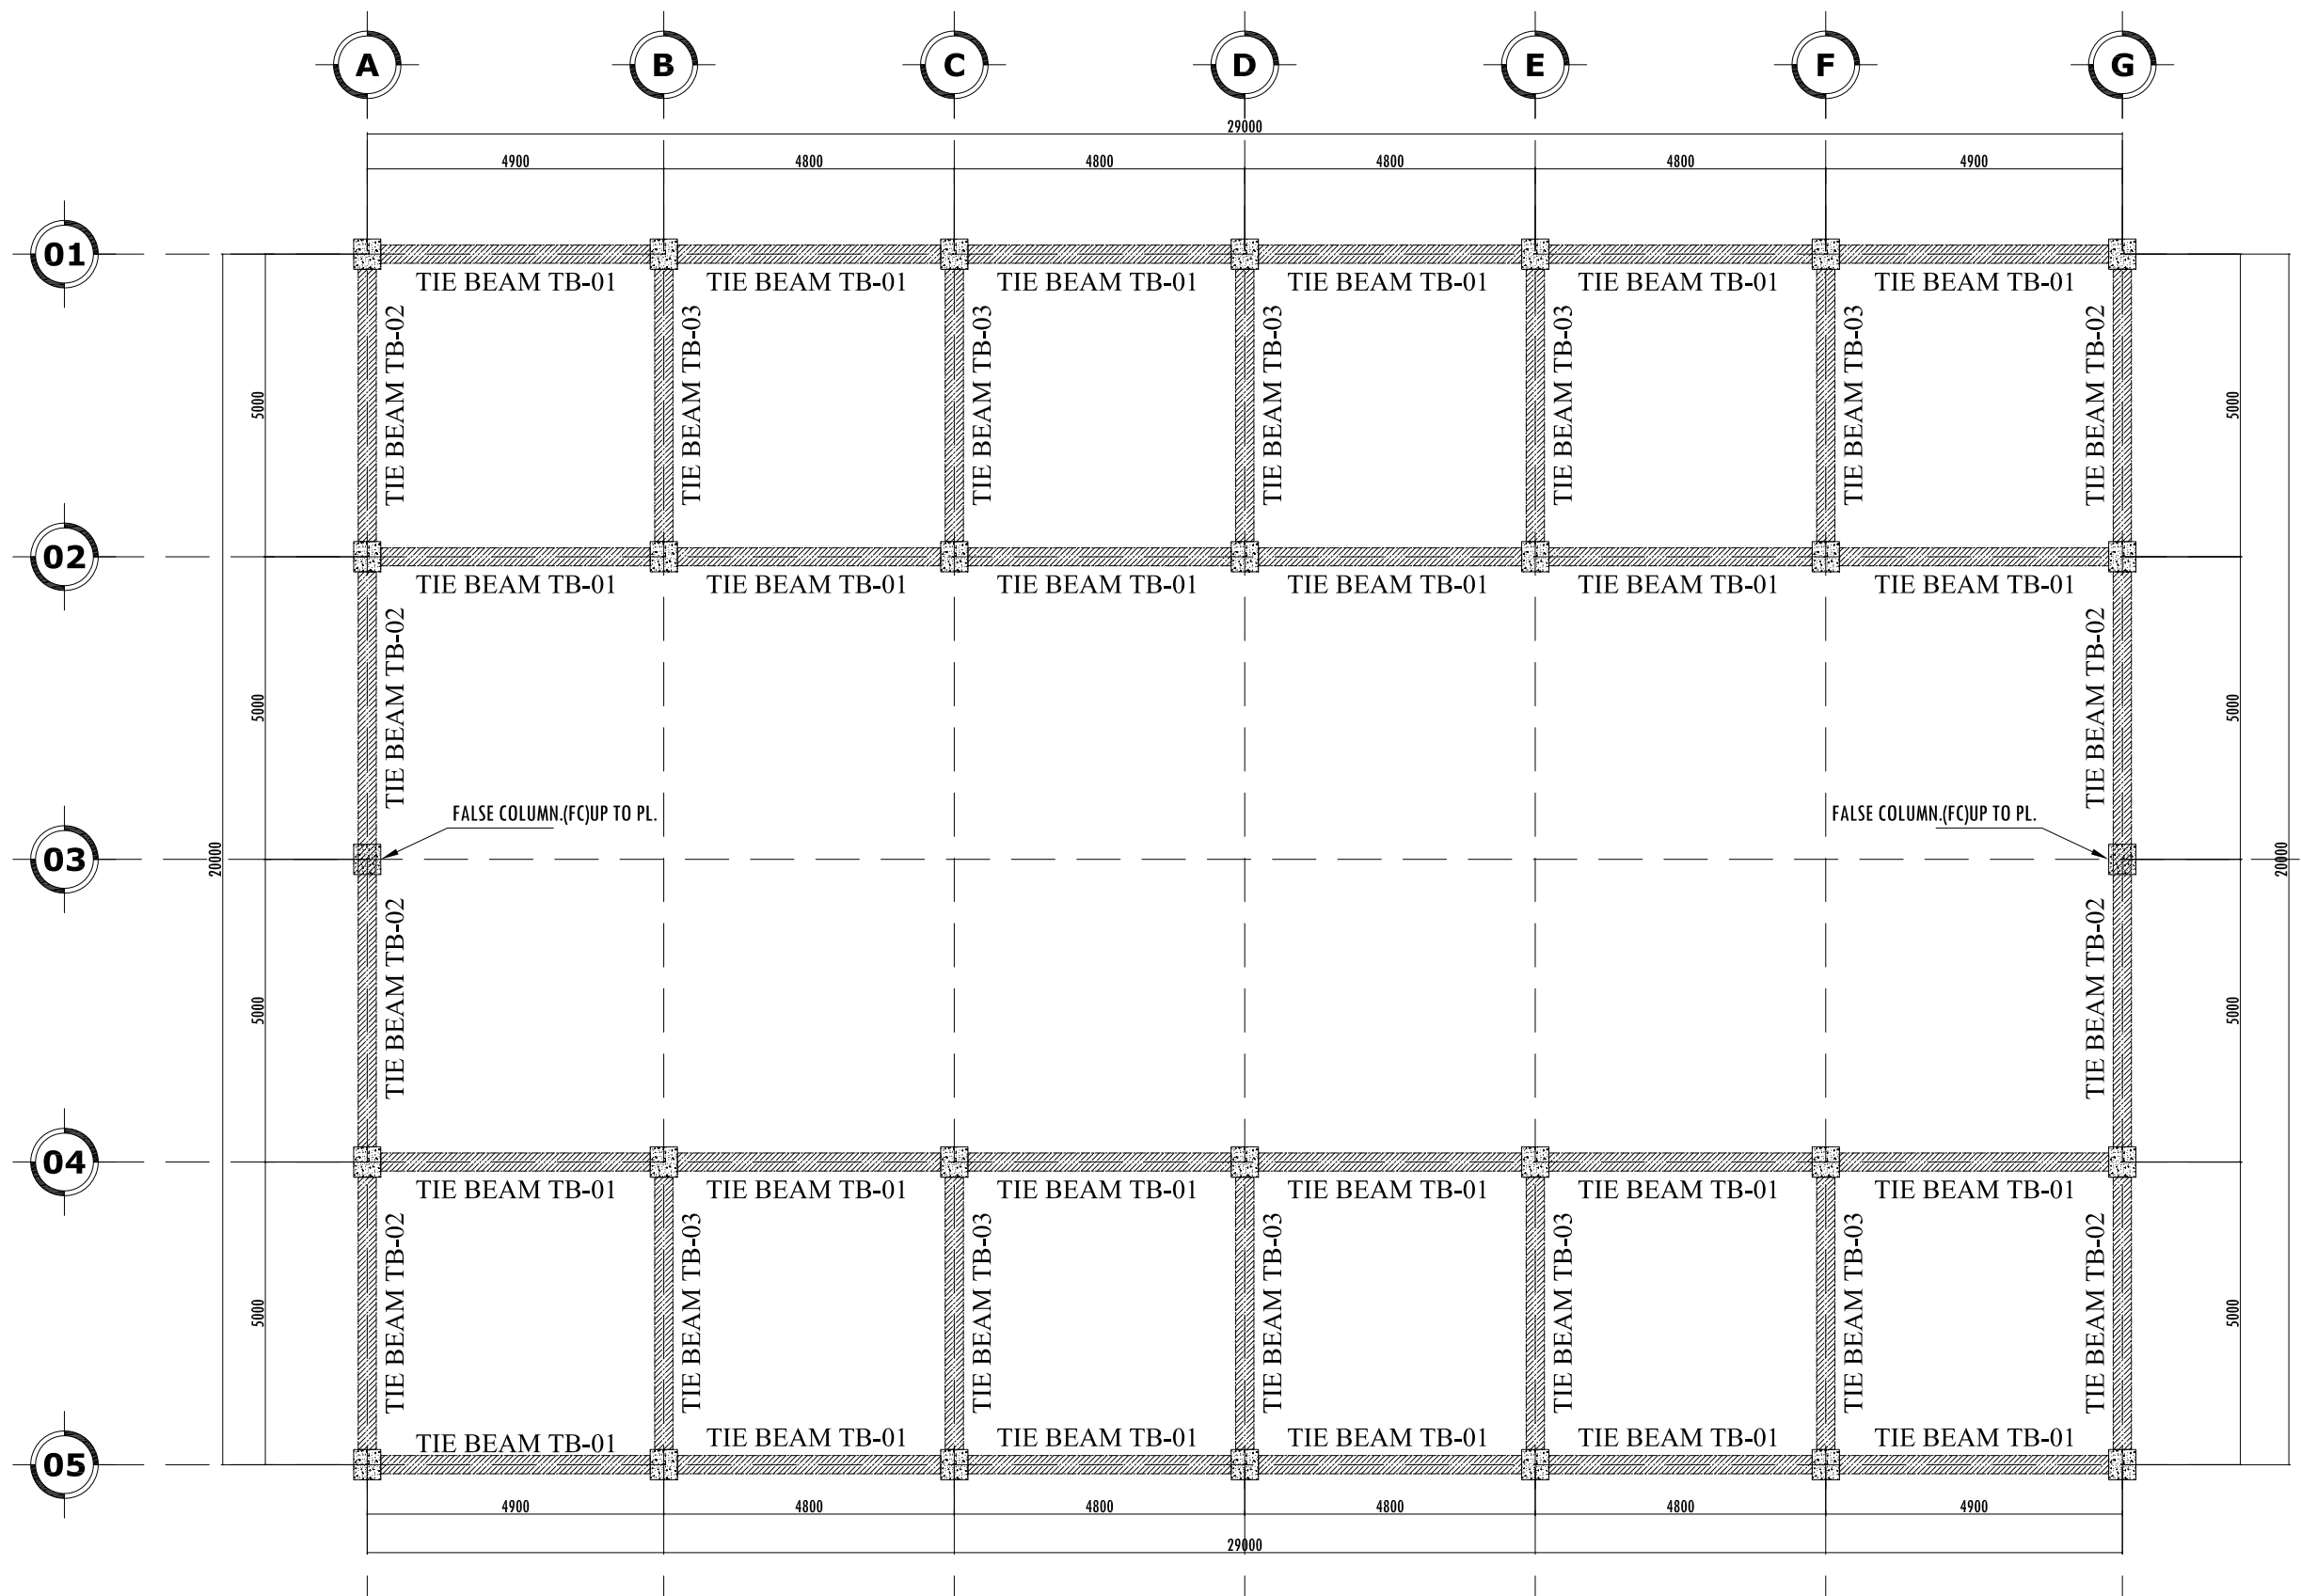 A B C D E F G
29000
4900 4800 4800 4800 4800 4900
01
TIE BEAM TB-01 TIE BEAM TB-01 TIE BEAM TB-01 TIE BEAM TB-01 TIE BEAM TB-01 TIE BEAM TB-01
5000 TIE BEAM TB-02 TIE BEAM TB-03 TIE BEAM TB-03 TIE BEAM TB-03 TIE BEAM TB-03 TIE BEAM TB-03 TIE BEAM TB-02 5000
02
TIE BEAM TB-01 TIE BEAM TB-01 TIE BEAM TB-01 TIE BEAM TB-01 TIE BEAM TB-01 TIE BEAM TB-01
5000 TIE BEAM TB-02 TIE BEAM TB-02 5000
FALSE COLUMN.(FC)UP TO PL. FALSE COLUMN.(FC)UP TO PL.
03 20000 20000
5000 TIE BEAM TB-02 TIE BEAM TB-02 5000
04
TIE BEAM TB-01 TIE BEAM TB-01 TIE BEAM TB-01 TIE BEAM TB-01 TIE BEAM TB-01 TIE BEAM TB-01
5000 TIE BEAM TB-02 TIE BEAM TB-03 TIE BEAM TB-03 TIE BEAM TB-03 TIE BEAM TB-03 TIE BEAM TB-03 TIE BEAM TB-02 5000
TIE BEAM TB-01 TIE BEAM TB-01 TIE BEAM TB-01 TIE BEAM TB-01 TIE BEAM TB-01 TIE BEAM TB-01
05
4900 4800 4800 4800 4800 4900
29000